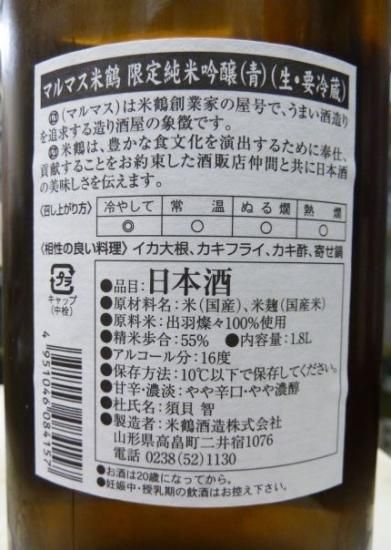 マルマス米鶴 限定純米吟醸(青)(生・要冷蔵)
(マルマス)は米鶴創業家の屋号で、うまい酒造り
を追求する造り酒屋の象徴です。
米鶴は、豊かな食文化を演出するために奉仕、
貢献することをお約束した酒販店仲間と共に日本酒
の美味しさを伝えます。
〈召し上がり方〉 冷やして 常温 ぬる燗 熱燗
◎ ○ ○ ○
〈相性の良い料理〉イカ大根、カキフライ、カキ酢、寄せ鍋
プラ
キャップ
(中栓)
●品目:日本酒
●原材料名:米(国産)、米麹(国産米)
●原料米:出羽燦々100%使用
●精米歩合:55% ●内容量:1.8L
●アルコール分:16度
●保存方法:10℃以下で保存してください。
●甘辛・濃淡:やや辛口・やや濃醇
●杜氏名:須貝 智
●製造者:米鶴酒造株式会社
山形県高畠町二井宿1076
電話 0238(52)1130
●お酒は20歳になってから。
●妊娠中・授乳期の飲酒はお控え下さい。
4951046084157